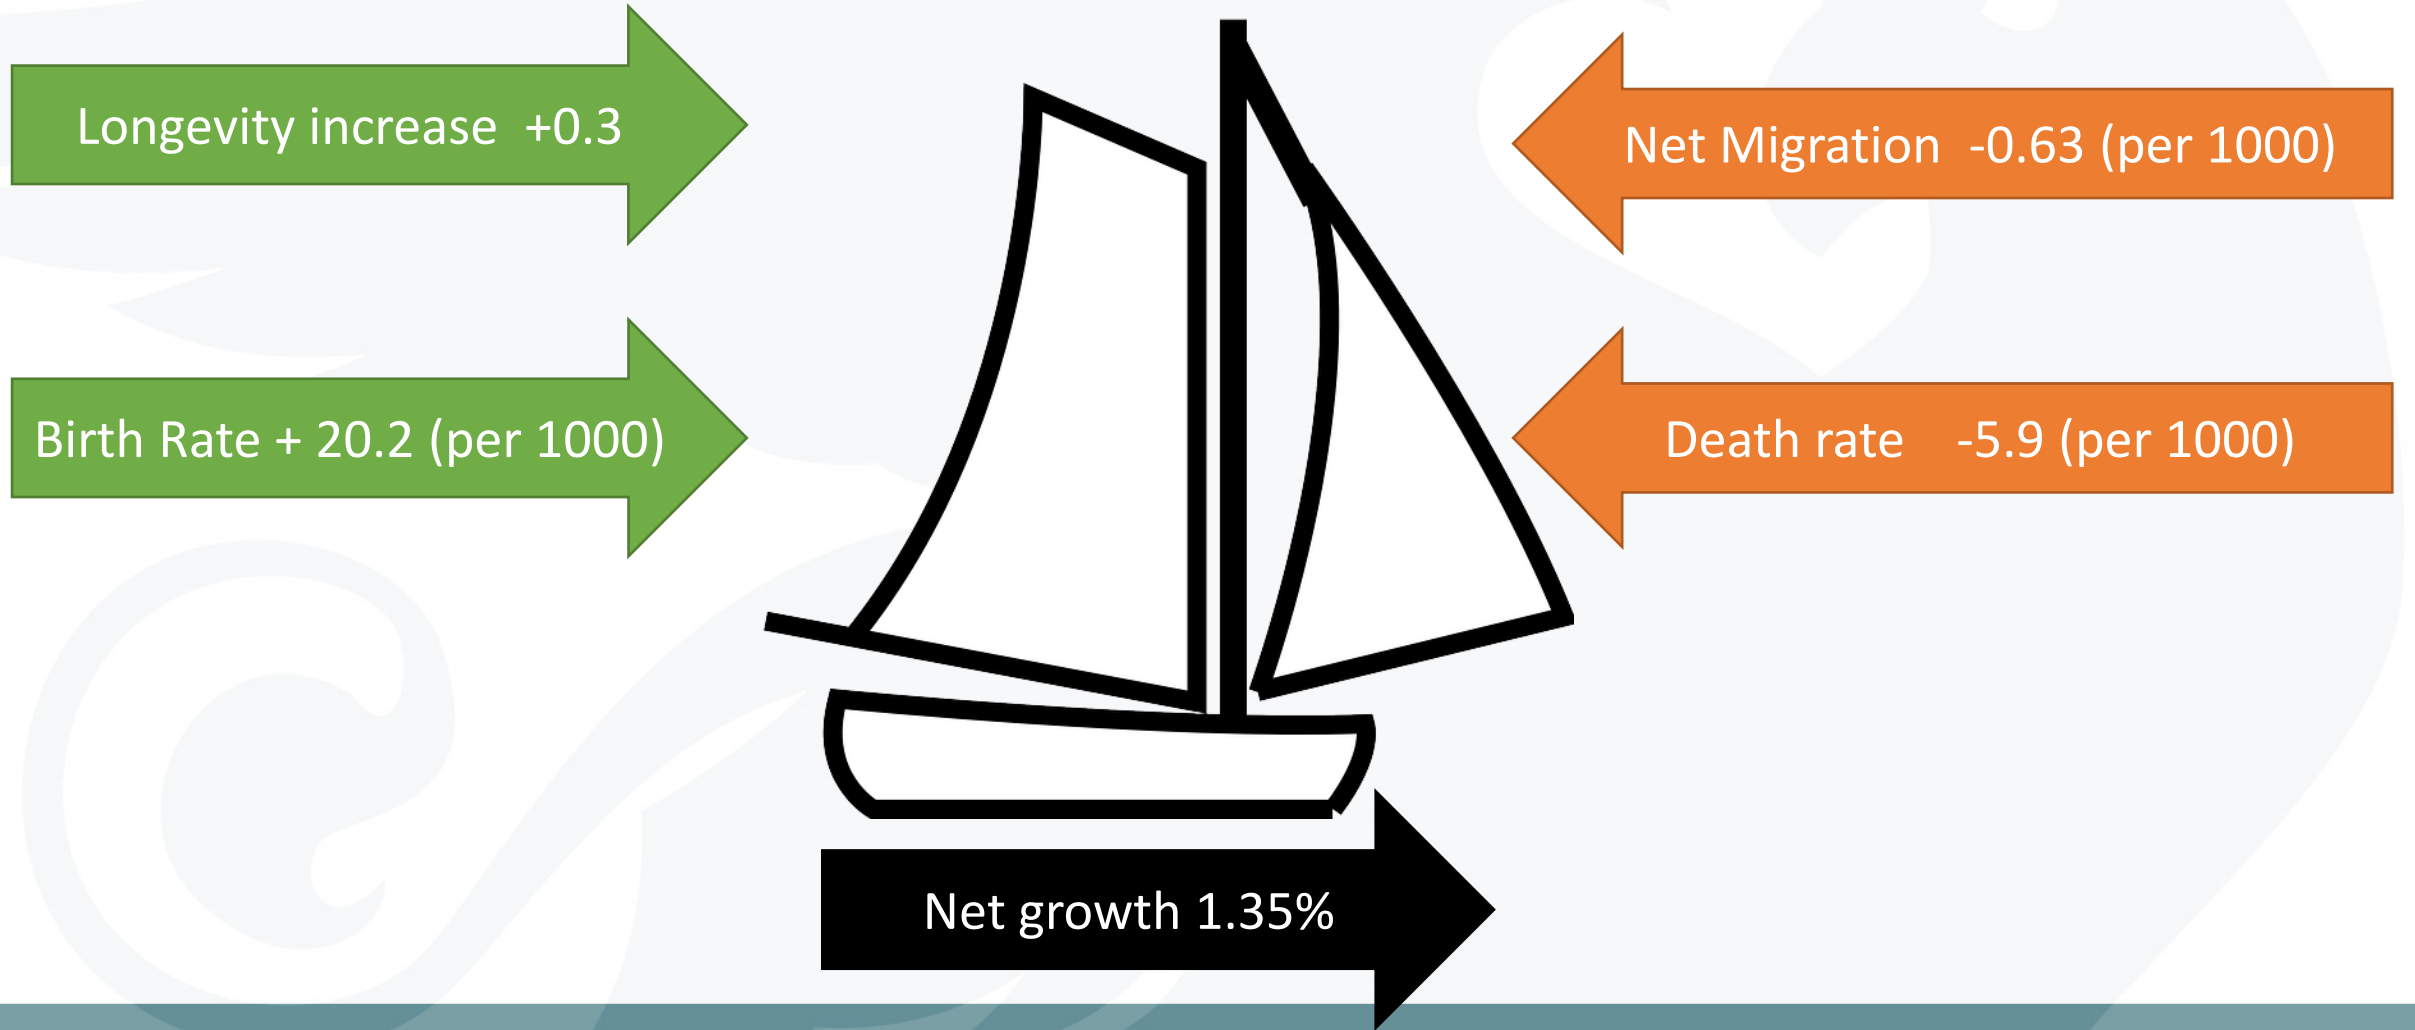 Longevity increase  +0.3
Net Migration  -0.63 (per 1000)
Birth Rate + 20.2 (per 1000)
Death rate    -5.9 (per 1000)
Net growth 1.35%